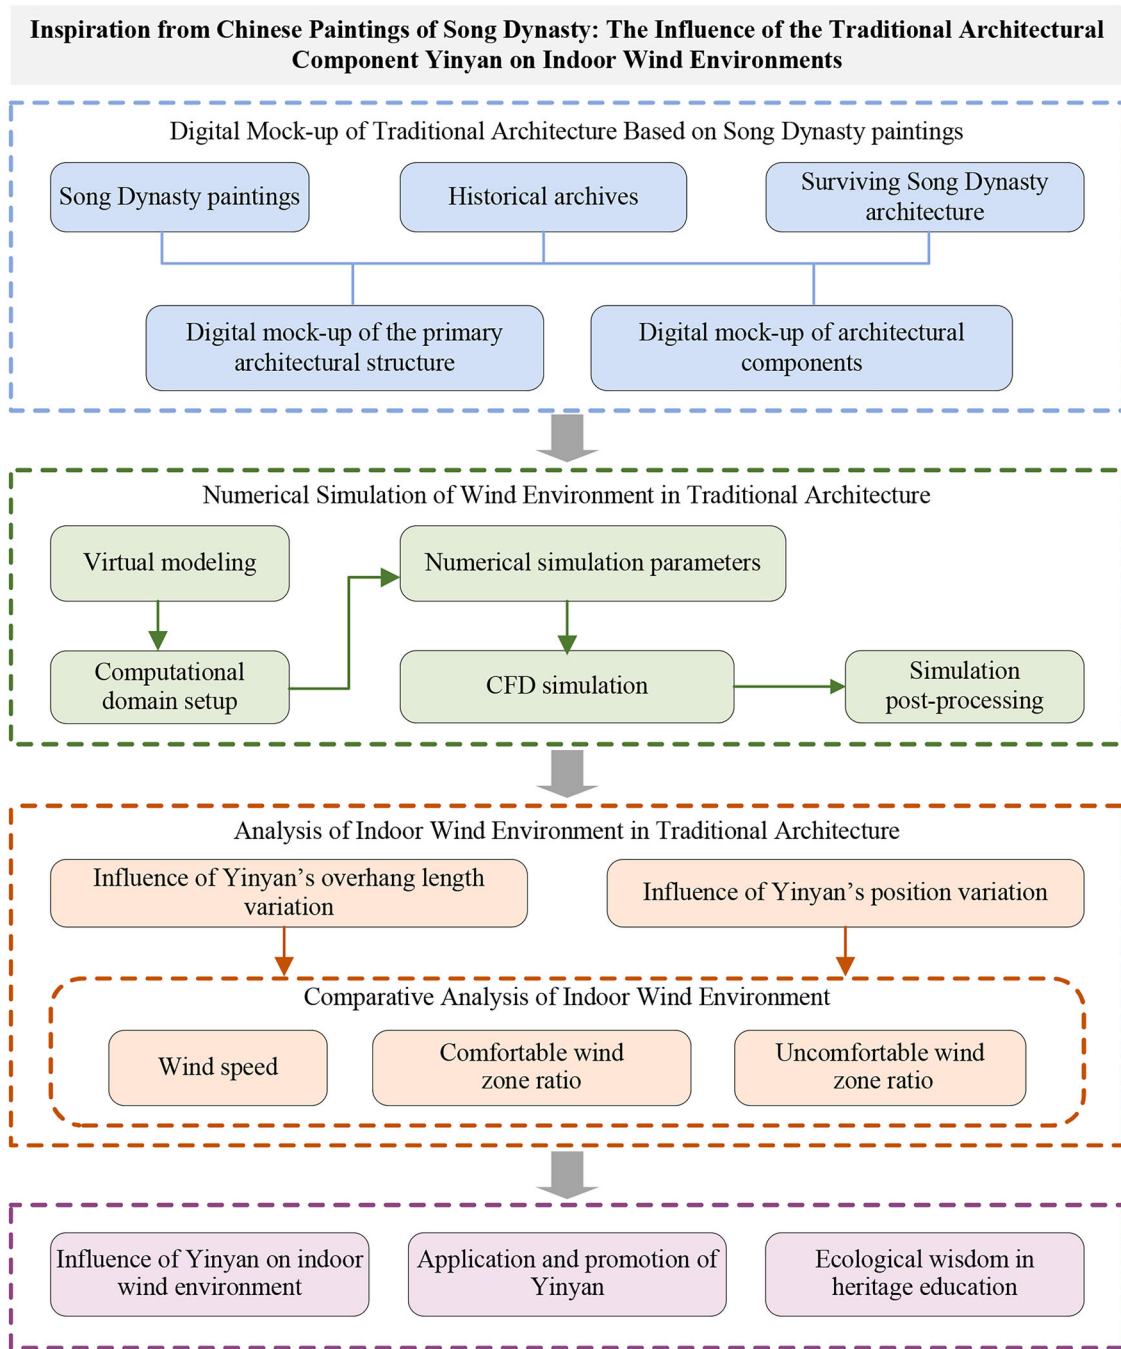 Inspiration from Chinese Paintings of Song Dynasty: The Influence of the Traditional Architectural
Component Yinyan on Indoor Wind Environments
Digital Mock-up of Traditional Architecture Based on Song Dynasty paintings
Song Dynasty paintings
Historical archives
Surviving Song Dynasty
architecture
Digital mock-up of the primary
architectural structure
Digital mock-up of architectural
components
Numerical Simulation of Wind Environment in Traditional Architecture
Virtual modeling
Numerical simulation parameters
Computational
domain setup
CFD simulation
Simulation
post-processing
Analysis of Indoor Wind Environment in Traditional Architecture
Influence of Yinyan’s overhang length
variation
Influence of Yinyan’s position variation
Comparative Analysis of Indoor Wind Environment
Wind speed
Comfortable wind
zone ratio
Uncomfortable wind
zone ratio
Influence of Yinyan on indoor
wind environment
Application and promotion of
Yinyan
Ecological wisdom in
heritage education